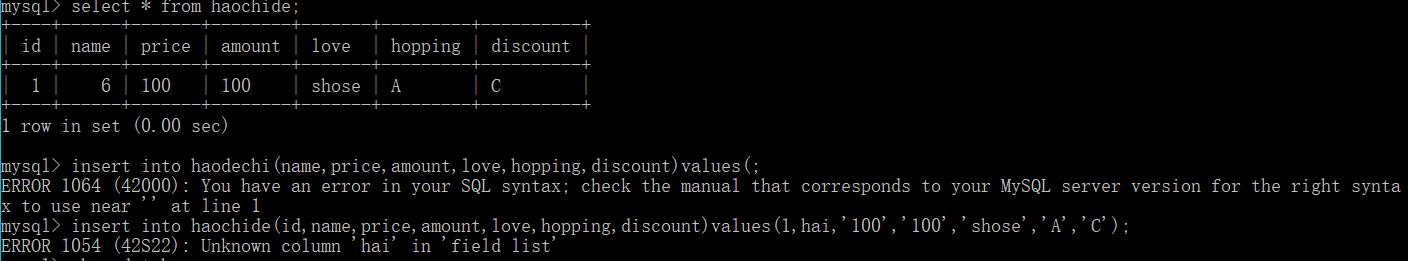 mysql> select * from haochide;
+----+------+-------+--------+-------+---------+----------+
| id | name | price | amount | love | hopping | discount |
+----+------+-------+--------+-------+---------+----------+
| 1 | 6 | 100 | 100 | shose | A | C |
+----+------+-------+--------+-------+---------+----------+
1 row in set (0.00 sec)
mysql> insert into haodechi(name,price,amount,love,hopping,discount)values(;
ERROR 1064 (42000): You have an error in your SQL syntax; check the manual that corresponds to your MySQL server version for the right synta
x to use near '' at line 1
mysql> insert into haochide(id,name,price,amount,love,hopping,discount)values(1,hai,'100','100','shose','A','C');
ERROR 1054 (42S22): Unknown column 'hai' in 'field list'